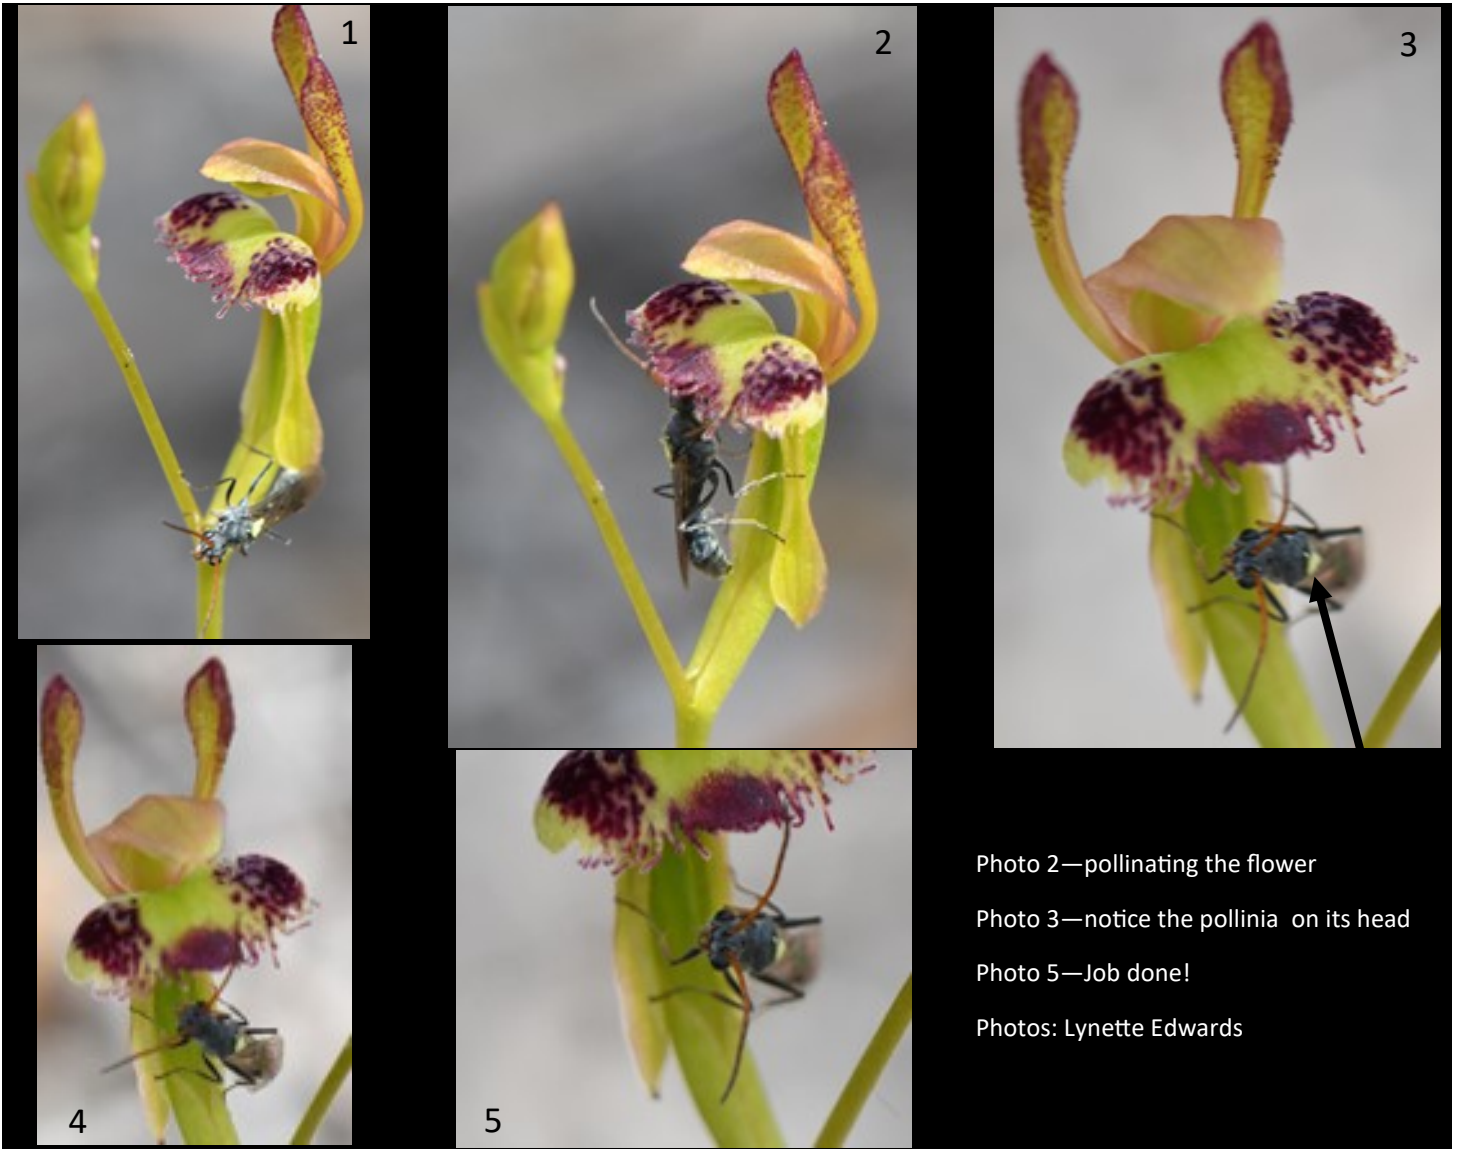 1
2
3
4
5
Photo 2—pollinating the flower
Photo 3—notice the pollinia  on its head
Photo 5—Job done!
Photos: Lynette Edwards